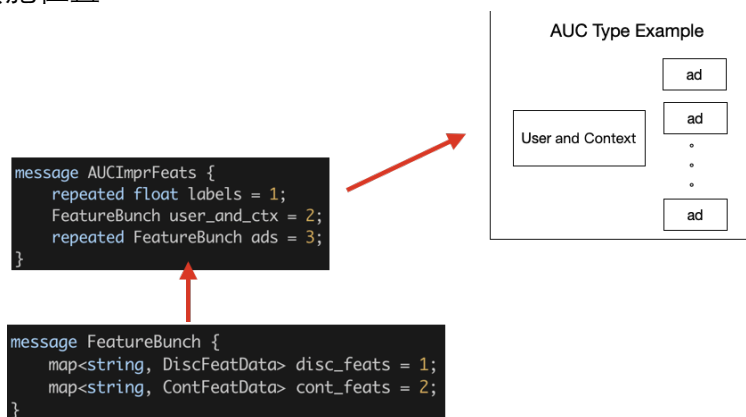 AUC Type Example
ad
ad
User and Context
ad
message AUCImprFeats {
    repeated float labels = 1;
    FeatureBunch user_and_ctx = 2;
    repeated FeatureBunch ads = 3;
}
message FeatureBunch {
    map<string, DiscFeatData> disc_feats = 1;
    map<string, ContFeatData> cont_feats = 2;
}